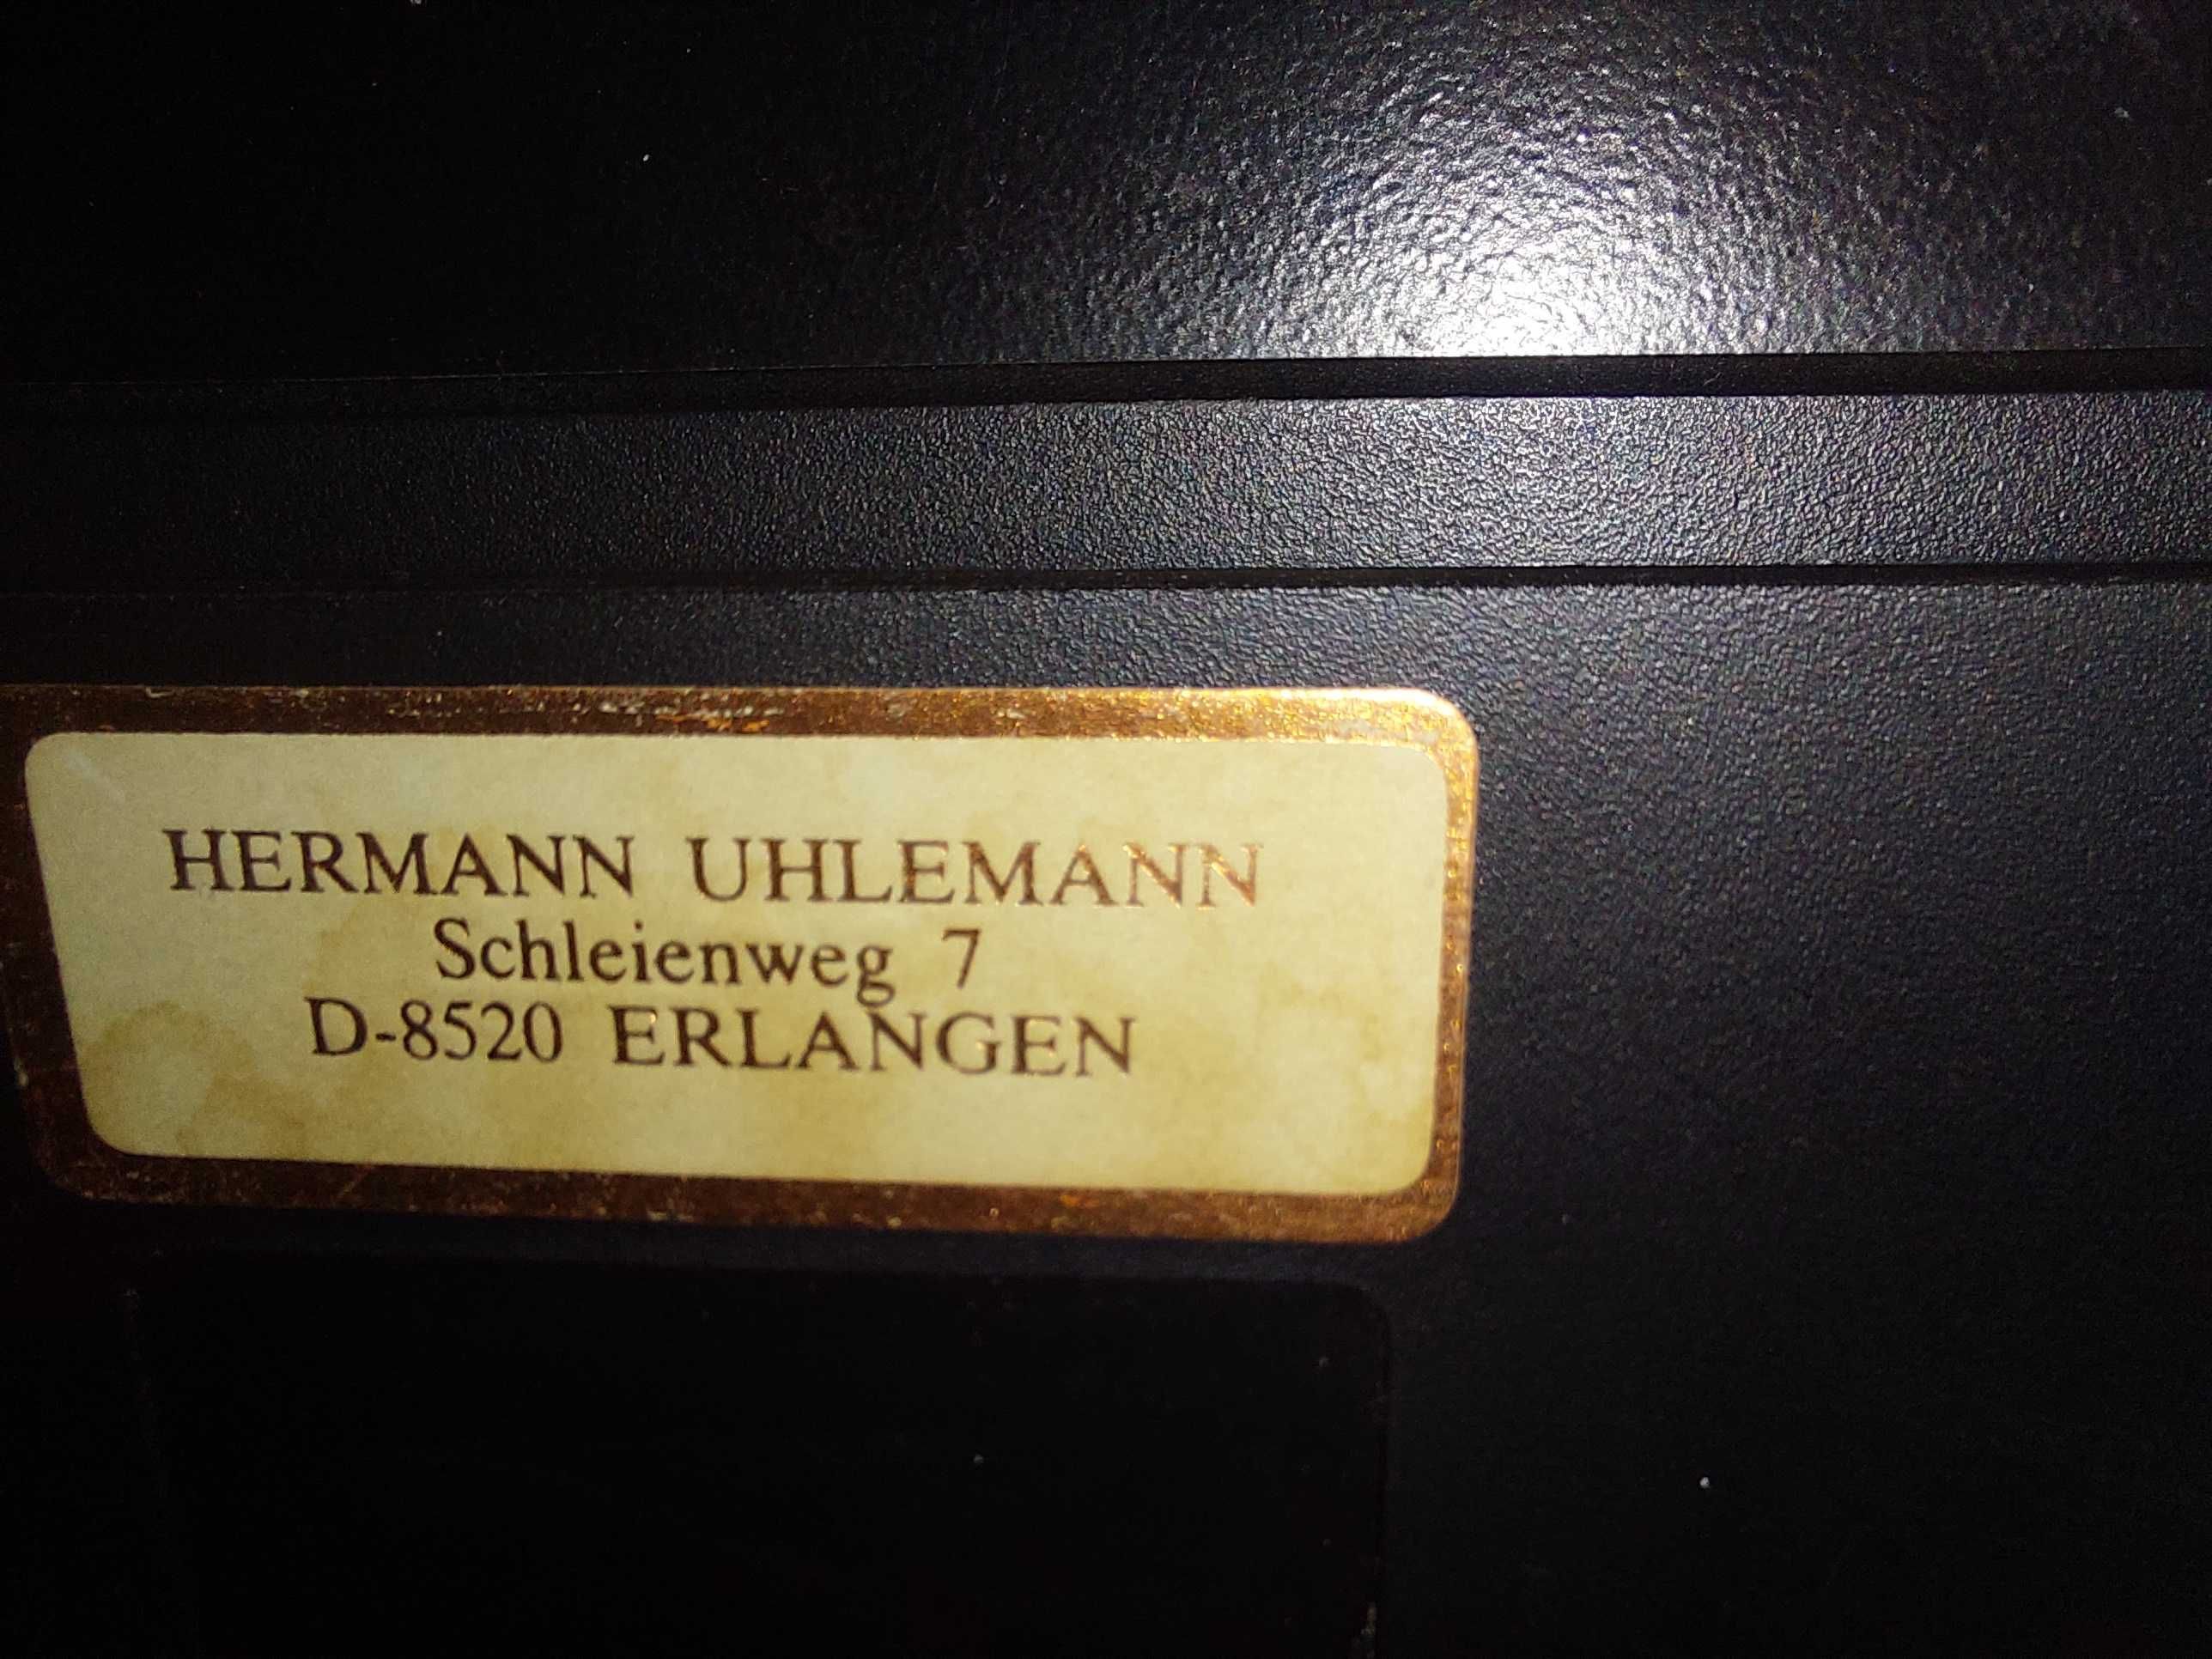 HERMANN UHLEMANN
Schleienweg 7
D-8520 ERLANGEN